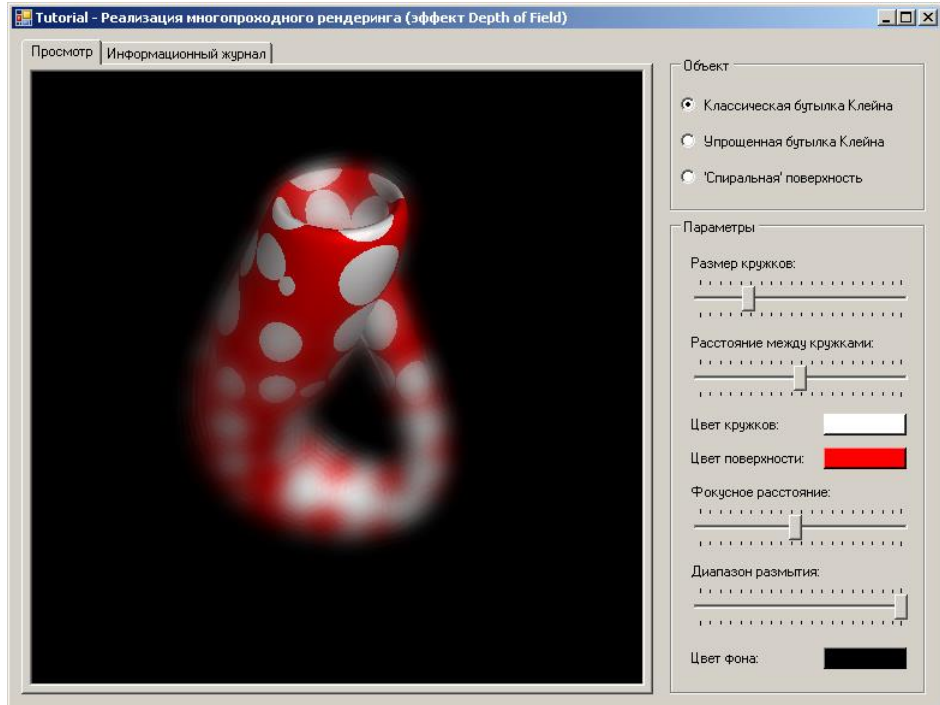 Tutorial - Реализация многопроходного рендеринга (эффект Depth of Field)
Просмотр
Информационный журнал
Объект
Классическая бутылка Клейна
Упрощенная бутылка Клейна
'Спиральная' поверхность
Параметры
Размер кружков:
Расстояние между кружками:
Цвет кружков:
Цвет поверхности:
Фокусное расстояние:
Диапазон размытия:
Цвет фона: